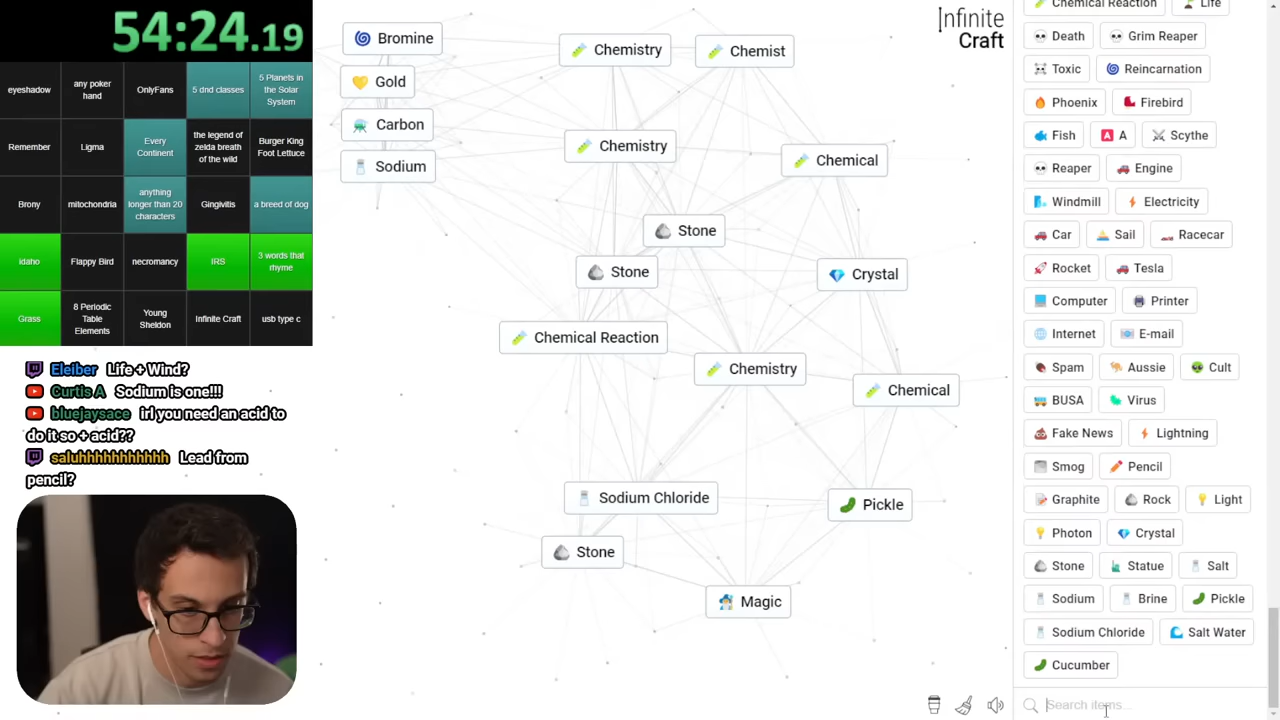 54:24.19
eyeshadow
any poker
hand
OnlyFans
5 dnd classes
5 Planets in
the Solar
System
Remember
Ligma
Every
Continent
the legend of
zelda breath
of the wild
Burger King
Foot Lettuce
Brony
mitochondria
anything
longer than 20
characters
Gingivitis
a breed of dog
idaho
Flappy Bird
necromancy
IRS
3 words that
rhyme
Grass
8 Periodic
Table
Elements
Young
Sheldon
Infinite Craft
usb type c
Eleiber Life + Wind?
Curtis A Sodium is one!!!
bluejaysace irl you need an acid to
do it so + acid??
saluhhhhhhhhhhh Lead from
pencil?
Bromine
Gold
Carbon
Sodium
Chemistry
Chemist
Chemistry
Chemical
Stone
Stone
Crystal
Chemical Reaction
Chemistry
Chemical
Sodium Chloride
Pickle
Stone
Magic
Infinite
Craft
Chemical Reaction
Life
Death
Grim Reaper
Toxic
Reincarnation
Phoenix
Firebird
Fish
A A
Scythe
Reaper
Engine
Windmill
Electricity
Car
Sail
Racecar
Rocket
Tesla
Computer
Printer
Internet
E-mail
Spam
Aussie
Cult
BUSA
Virus
Fake News
Lightning
Smog
Pencil
Graphite
Rock
Light
Photon
Crystal
Stone
Statue
Salt
Sodium
Brine
Pickle
Sodium Chloride
Salt Water
Cucumber
Search items...